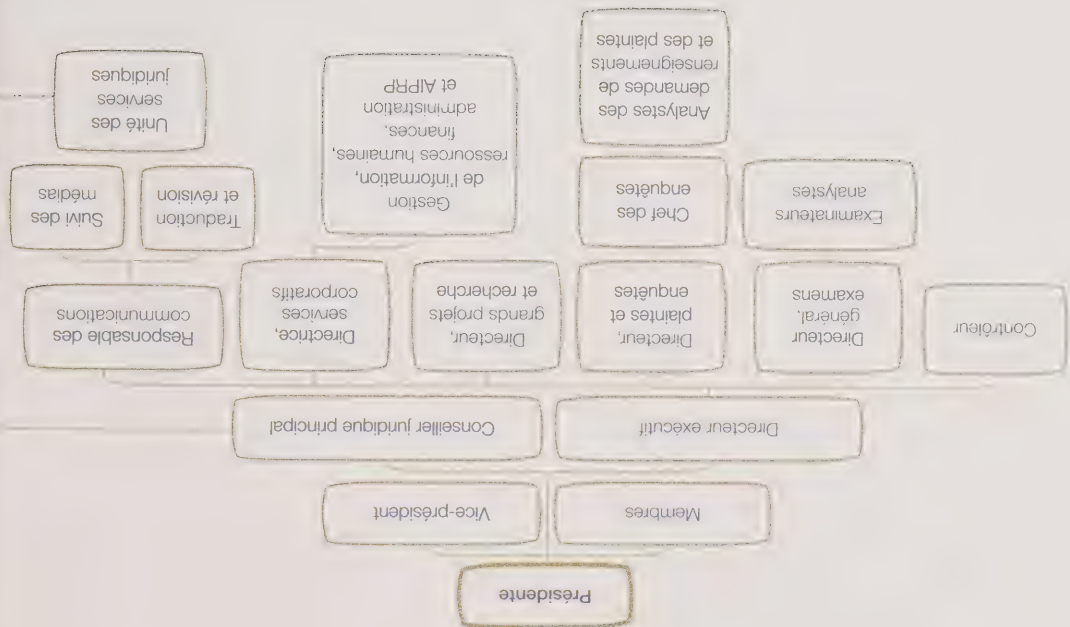 Présidente
Membres
Vice-président
Directeur exécutif
Conseiller juridique principal
Contrôleur
Directeur
général,
examens
Directeur,
plaintes et
enquêtes
Directeur,
grands projets
et recherche
Directrice,
services
corporatifs
Responsable des
communications
Examinateurs
analystes
Chef des
enquêtes
Gestion
de l'information,
ressources humaines,
finances,
administration
et AIPRP
Traduction
et révision
Suivi des
médias
Analystes des
demandes de
renseignements
et des plaintes
Unité des
services
juridiques